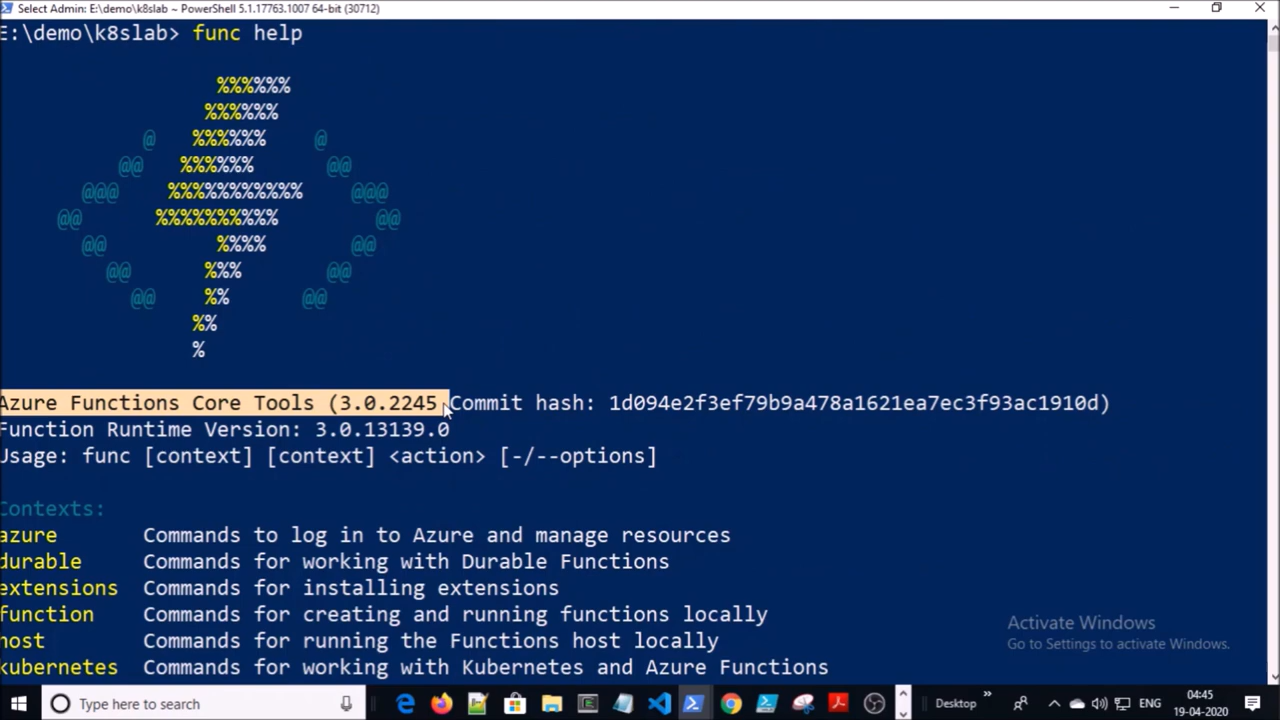 Select Admin: E:\demo\k8slab ~ PowerShell 5.1.17763.1007 64-bit (30712)
E:\demo\k8slab> func help
%%%%%%
%%%%%%
@ %%%%%% @
@@ %%%%%% @@
@@@ %%%%%%%%%%% @@@
@@ %%%%%%%%%% @@
@@ %%%% @@
@@ %%% @@
@@ %% @@
%%
%
Azure Functions Core Tools (3.0.2245 Commit hash: 1d094e2f3ef79b9a478a1621ea7ec3f93ac1910d)
Function Runtime Version: 3.0.13139.0
Usage: func [context] [context] <action> [-/--options]
Contexts:
azure Commands to log in to Azure and manage resources
durable Commands for working with Durable Functions
extensions Commands for installing extensions
function Commands for creating and running functions locally
host Commands for running the Functions host locally
kubernetes Commands for working with Kubernetes and Azure Functions
Activate Windows
Go to Settings to activate Windows.
Type here to search
Desktop
ENG
04:45
19-04-2020